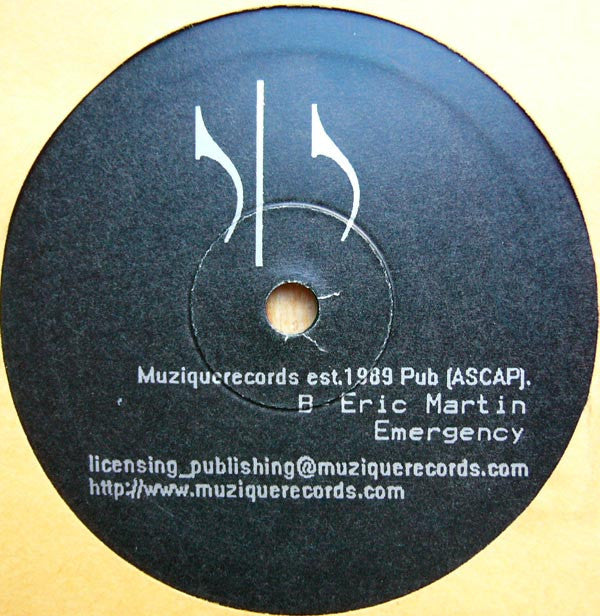 Muziquerecords est.1989 Pub (ASCAP).
B Eric Martin
Emergency
licensing_publishing@muziquerecords.com
http://www.muziquerecords.com